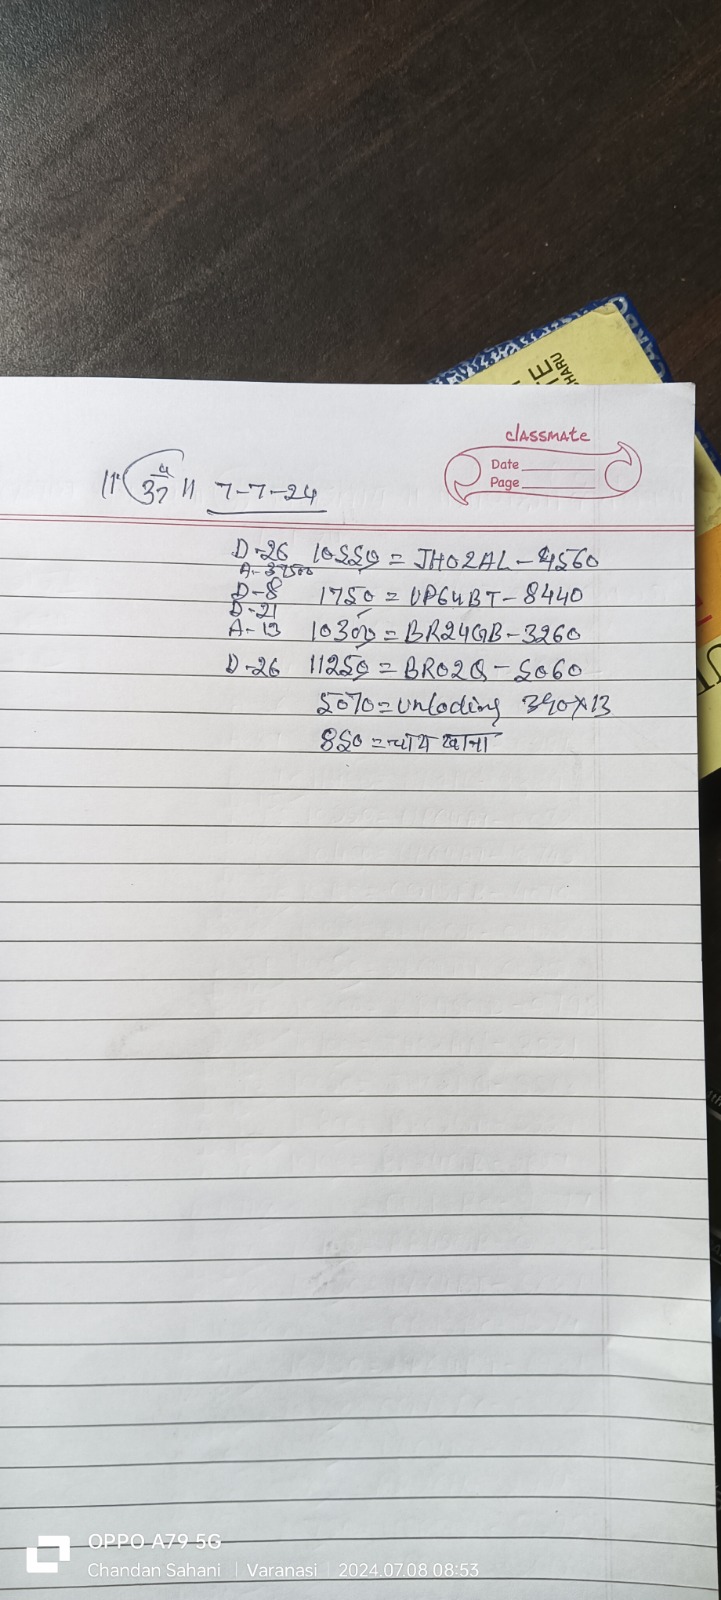 classmate
Date
Page
॥ ॐ ॥ 7-7-24
D-26 10550 = JH02AL-4560
A-37500
D-8 1750 = UP64BT-8440
D-21
A-13 10300 = BR24GB-3260
D-26 11250 = BR02Q-5060
5070 = unloding 390x13
850 = चाय खाना
OPPO A79 5G
Chandan Sahani | Varanasi | 2024.07.08 08:53